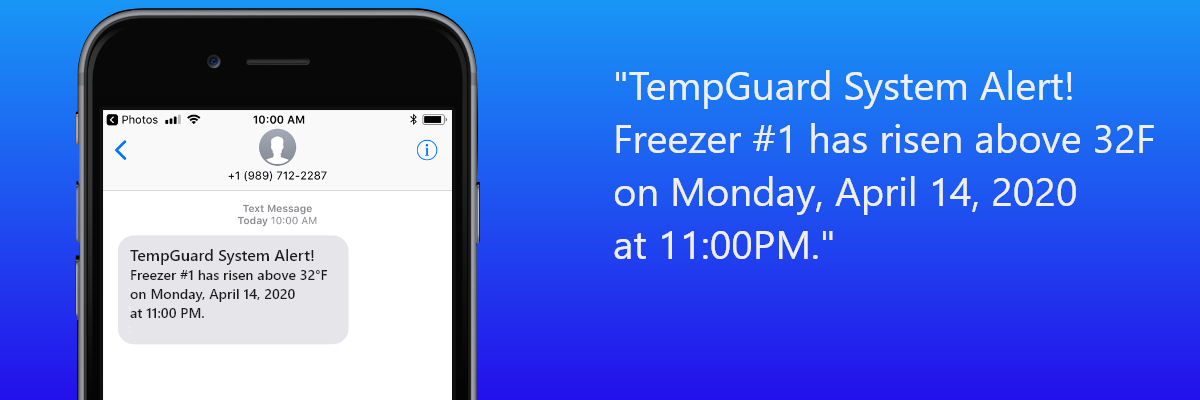 Photos
10:00 AM
+1 (989) 712-2287
Text Message
Today 10:00 AM
TempGuard System Alert!
Freezer #1 has risen above 32°F
on Monday, April 14, 2020
at 11:00 PM.
"TempGuard System Alert!
Freezer #1 has risen above 32F
on Monday, April 14, 2020
at 11:00PM."